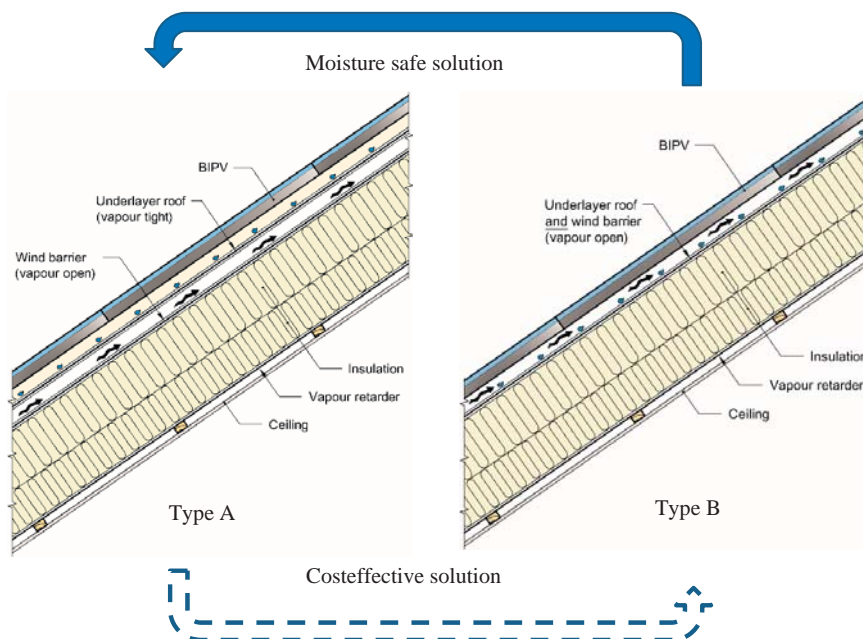 Moisture safe solution
BIPV
Underlayer roof
(vapour tight)
Wind barrier
(vapour open)
Insulation
Vapour retarder
Ceiling
Type A
BIPV
Underlayer roof
and wind barrier
(vapour open)
Insulation
Vapour retarder
Ceiling
Type B
Costeffective solution